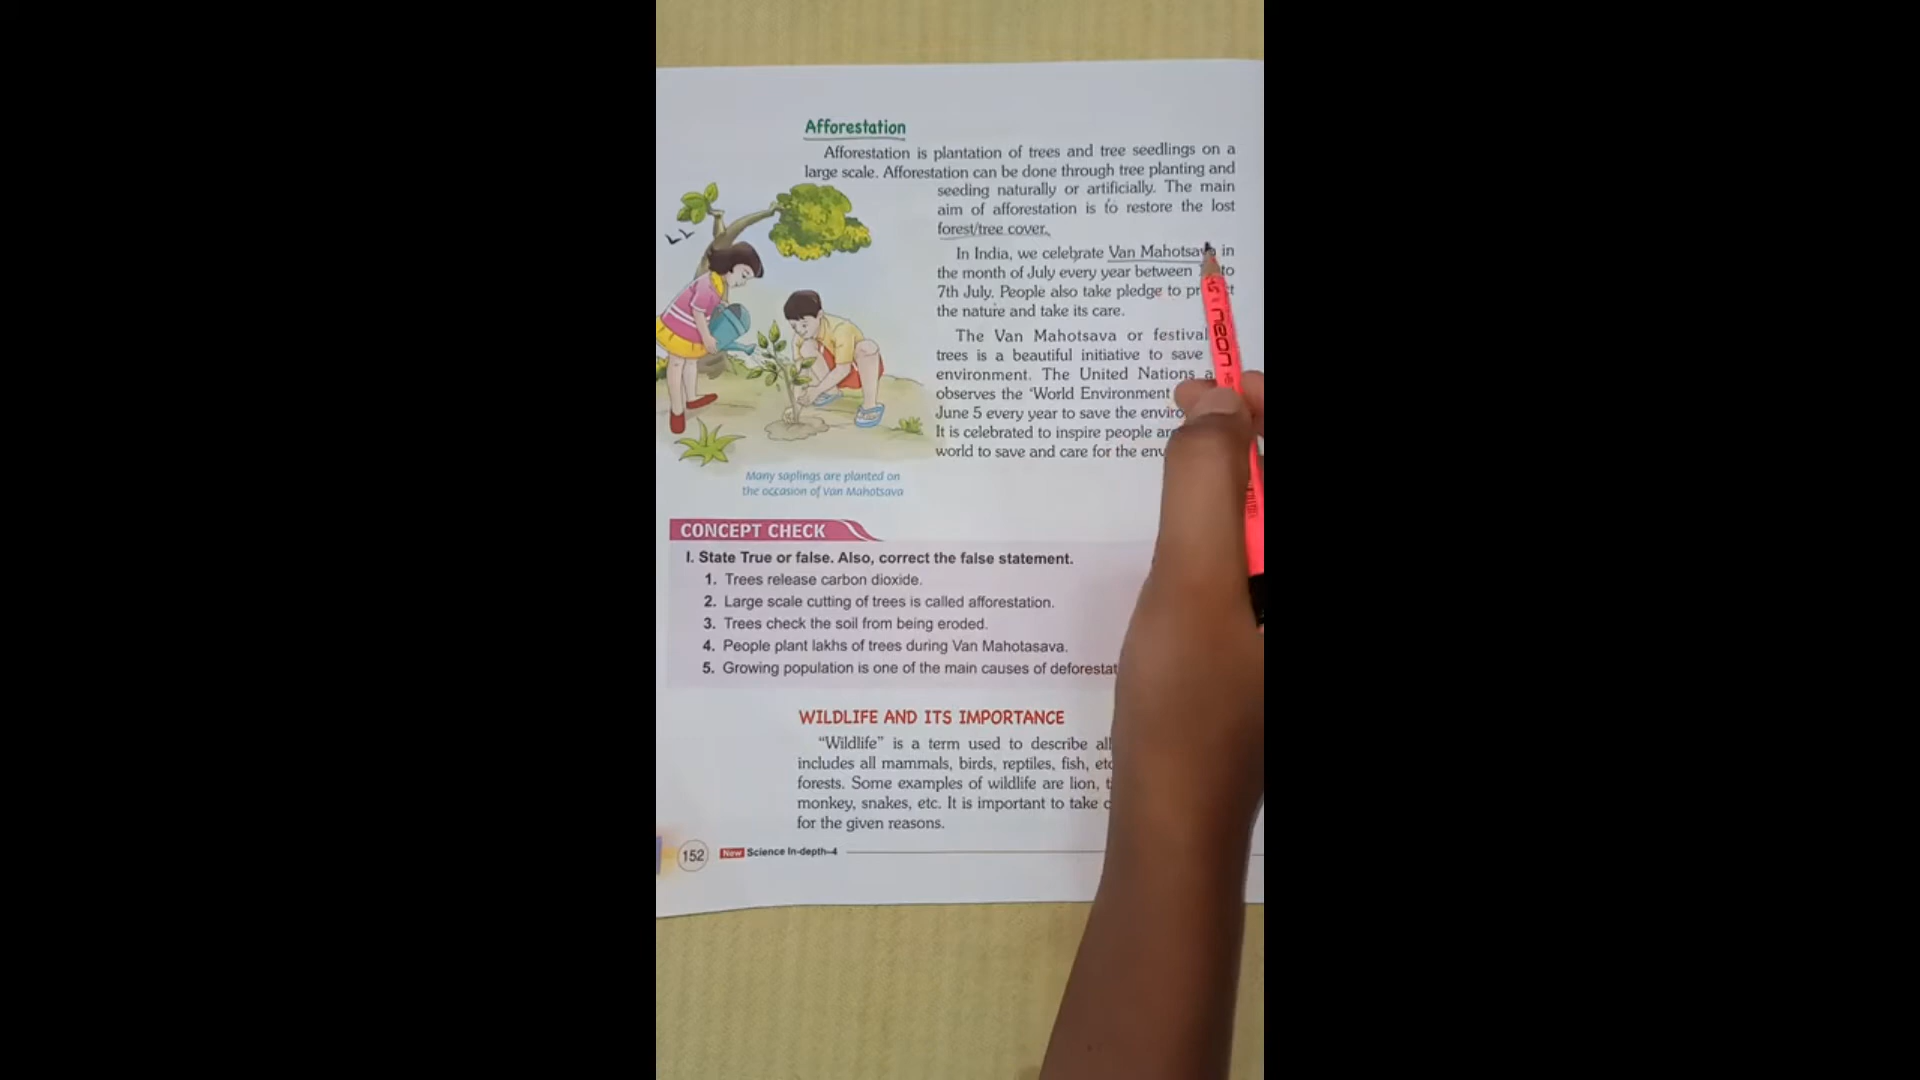 Afforestation
Afforestation is plantation of trees and tree seedlings on a
large scale. Afforestation can be done through tree planting and
seeding naturally or artificially. The main
aim of afforestation is to restore the lost
forest/tree cover.
In India, we celebrate Van Mahotsava in
the month of July every year between to
7th July. People also take pledge to
the nature and take its care.
The Van Mahotsava or festival
trees is a beautiful initiative to save
environment. The United Nations
observes the ‘World Environment
June 5 every year to save the
It is celebrated to inspire people
world to save and care for the
Many saplings are planted on
the occasion of Van Mahotsava
CONCEPT CHECK
I. State True or false. Also, correct the false statement.
1. Trees release carbon dioxide.
2. Large scale cutting of trees is called afforestation.
3. Trees check the soil from being eroded.
4. People plant lakhs of trees during Van Mahotasava.
5. Growing population is one of the main causes of
WILDLIFE AND ITS IMPORTANCE
“Wildlife” is a term used to describe all
includes all mammals, birds, reptiles, fish,
forests. Some examples of wildlife are lion,
monkey, snakes, etc. It is important to take
for the given reasons.
152 New Science In-depth–4
neon